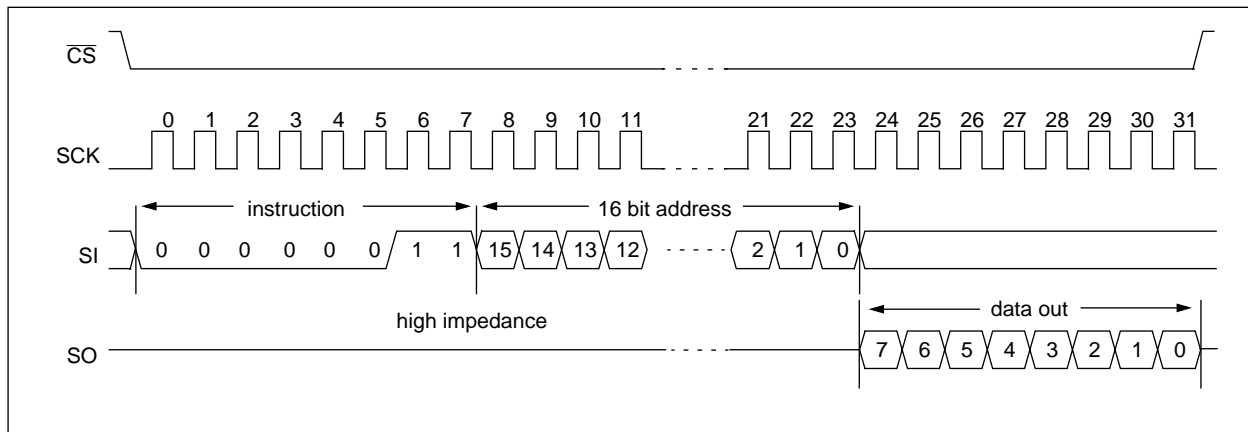 CS
0 1 2 3 4 5 6 7 8 9 10 11 21 22 23 24 25 26 27 28 29 30 31
SCK
instruction 16 bit address
SI 0 0 0 0 0 0 1 1 15 14 13 12 2 1 0
high impedance data out
SO 7 6 5 4 3 2 1 0